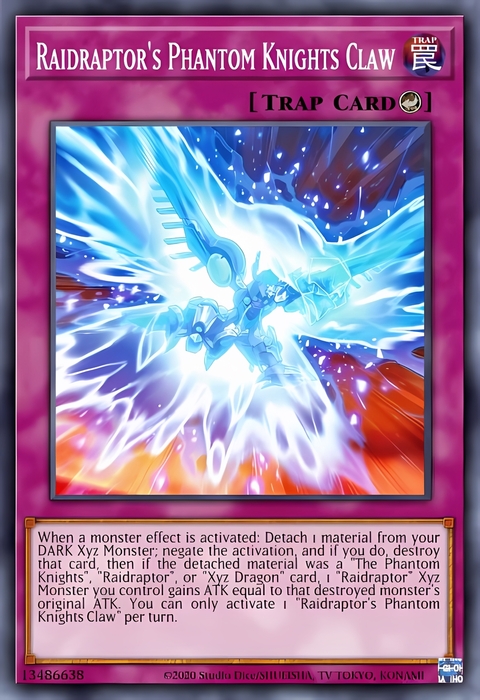 Raidraptor's Phantom Knights Claw
TRAP
罠
[Trap Card]
When a monster effect is activated: Detach 1 material from your
DARK Xyz Monster; negate the activation, and if you do, destroy
that card, then if the detached material was a "The Phantom
Knights", "Raidraptor", or "Xyz Dragon" card, 1 "Raidraptor" Xyz
Monster you control gains ATK equal to that destroyed monster's
original ATK. You can only activate 1 "Raidraptor's Phantom
Knights Claw" per turn.
13486638
©2020 Studio Dice/SHUEISHA, TV TOKYO, KONAMI